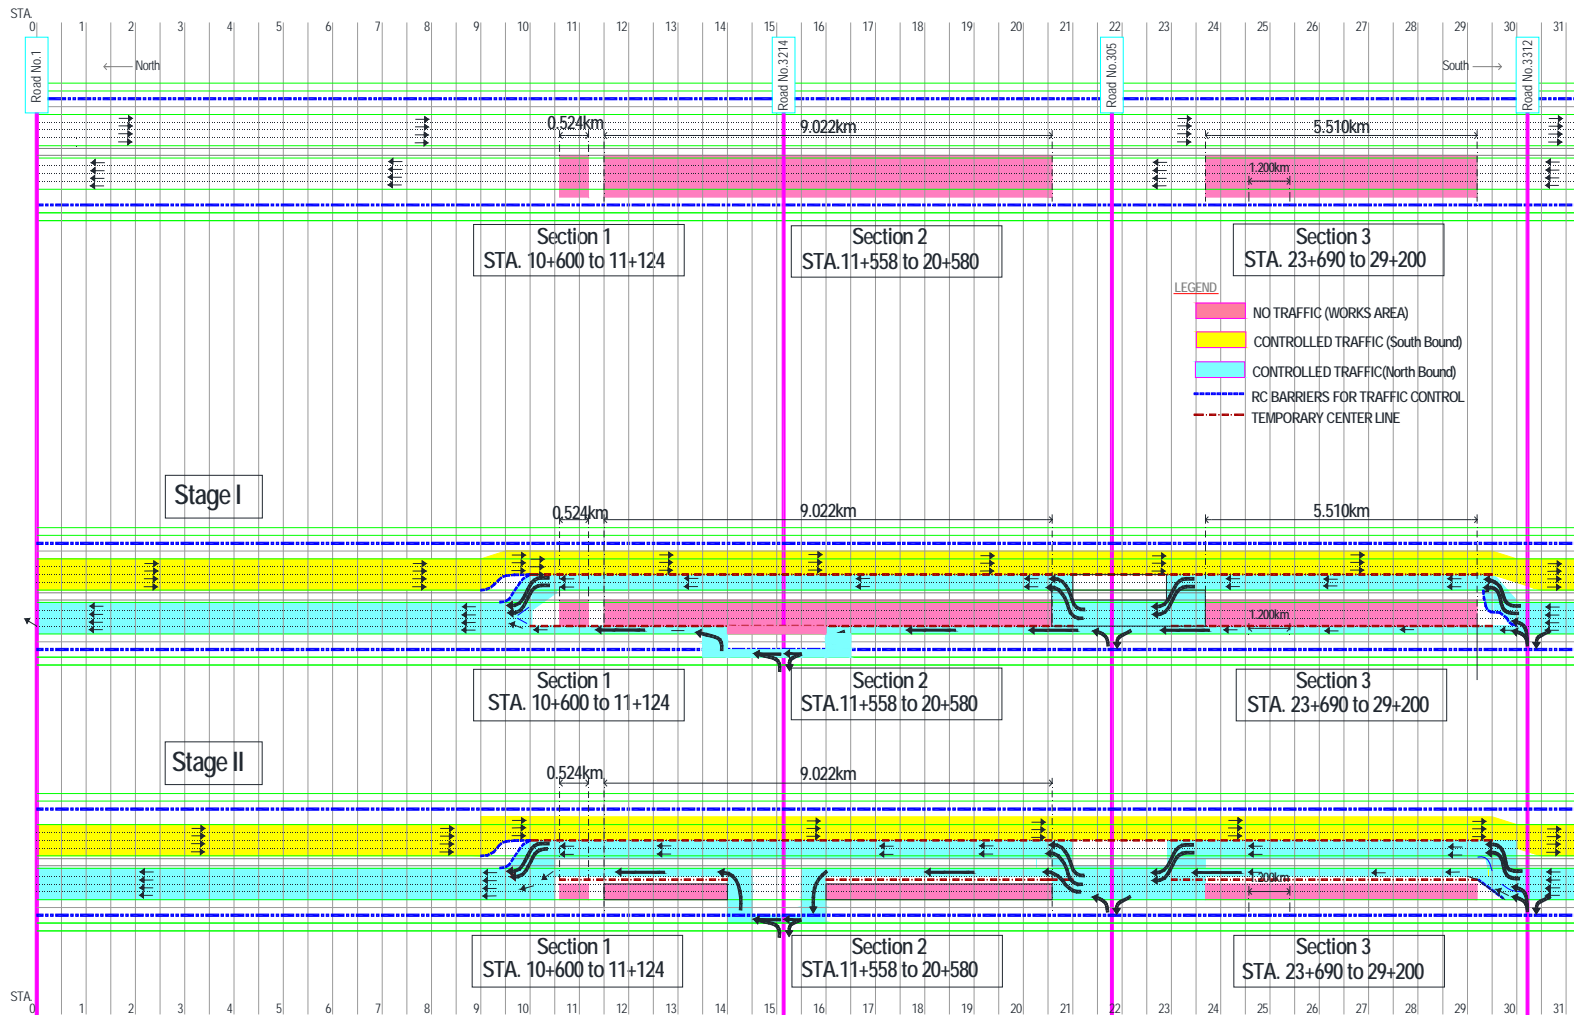 STA.
0 1 2 3 4 5 6 7 8 9 10 11 12 13 14 15 16 17 18 19 20 21 22 23 24 25 26 27 28 29 30 31
Road No.1
Road No.3214
Road No.305
Road No.3312
North
South
0.524km
9.022km
5.510km
1.200km
Section 1
STA. 10+600 to 11+124
Section 2
STA.11+558 to 20+580
Section 3
STA. 23+690 to 29+200
LEGEND
NO TRAFFIC (WORKS AREA)
CONTROLLED TRAFFIC (South Bound)
CONTROLLED TRAFFIC(North Bound)
RC BARRIERS FOR TRAFFIC CONTROL
TEMPORARY CENTER LINE
Stage I
0.524km
9.022km
5.510km
1.200km
Section 1
STA. 10+600 to 11+124
Section 2
STA.11+558 to 20+580
Section 3
STA. 23+690 to 29+200
Stage II
0.524km
9.022km
1.200km
Section 1
STA. 10+600 to 11+124
Section 2
STA.11+558 to 20+580
Section 3
STA. 23+690 to 29+200
STA.
0 1 2 3 4 5 6 7 8 9 10 11 12 13 14 15 16 17 18 19 20 21 22 23 24 25 26 27 28 29 30 31